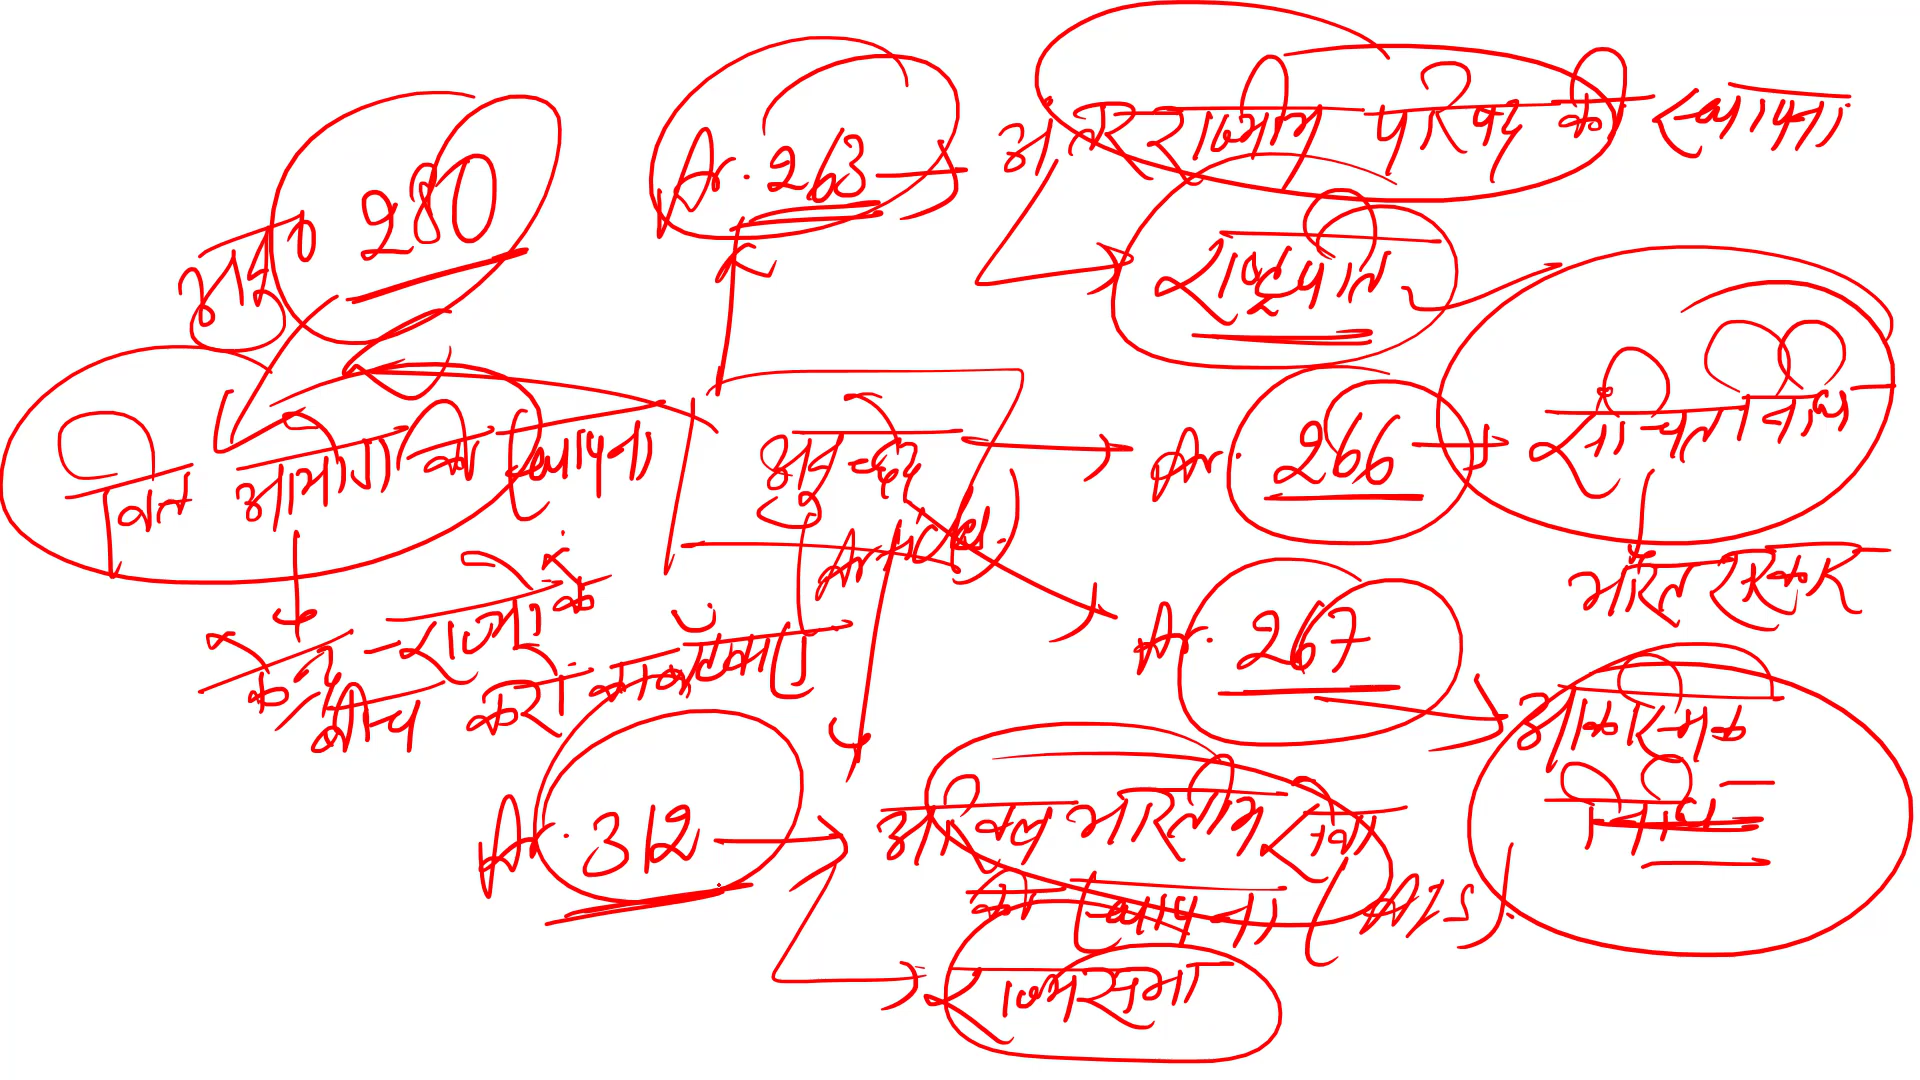 Ar. 263 → अन्तरराज्यीय परिषद की स्थापना
राष्ट्रपति
अनु० 280
वित्त आयोग की स्थापना
केन्द्र - राज्यों के
बीच करों का बंटवारा
अनुच्छेद
Articles.
Ar. 266 → संचित निधि
भारत सरकार
Ar. 267
आकस्मिक
निधि
Ar. 312 → अखिल भारतीय सेवा
की स्थापना (AIS)
राज्यसभा